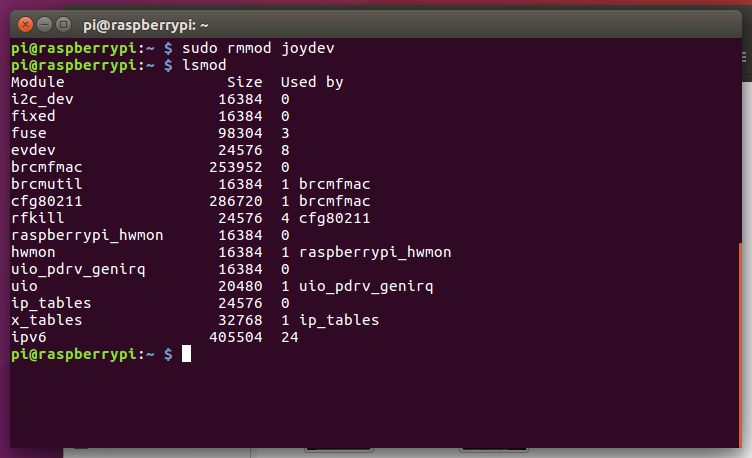 pi@raspberrypi: ~
pi@raspberrypi:~ $ sudo rmmod joydev
pi@raspberrypi:~ $ lsmod
Module                  Size  Used by
i2c_dev                16384  0
fixed                  16384  0
fuse                   98304  3
evdev                  24576  8
brcmfmac              253952  0
brcmutil               16384  1 brcmfmac
cfg80211              286720  1 brcmfmac
rfkill                 24576  4 cfg80211
raspberrypi_hwmon      16384  0
hwmon                  16384  1 raspberrypi_hwmon
uio_pdrv_genirq        16384  0
uio                    20480  1 uio_pdrv_genirq
ip_tables              24576  0
x_tables               32768  1 ip_tables
ipv6                  405504  24
pi@raspberrypi:~ $